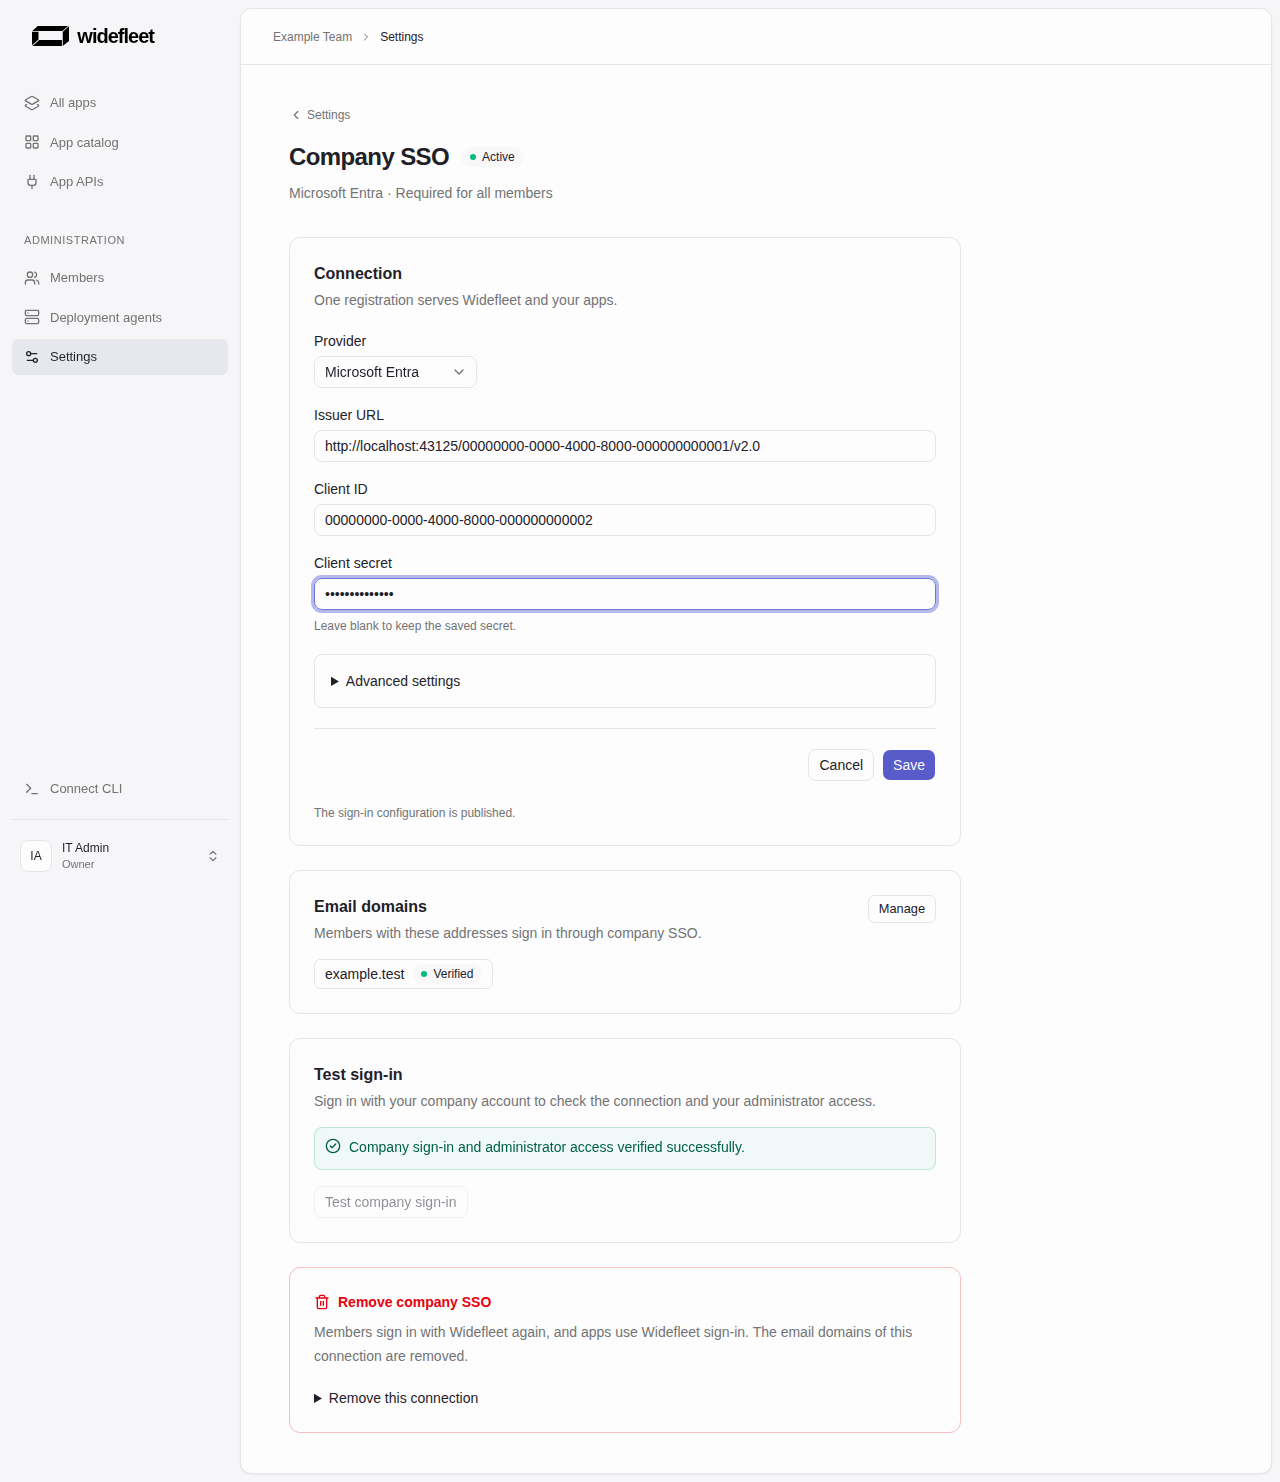 widefleet
Example Team > Settings
All apps
App catalog
App APIs
ADMINISTRATION
Members
Deployment agents
Settings
Connect CLI
IA
IT Admin
Owner
Settings
Company SSO
Active
Microsoft Entra · Required for all members
Connection
One registration serves Widefleet and your apps.
Provider
Microsoft Entra
Issuer URL
http://localhost:43125/00000000-0000-4000-8000-000000000001/v2.0
Client ID
00000000-0000-4000-8000-000000000002
Client secret
••••••••••••••
Leave blank to keep the saved secret.
Advanced settings
Cancel
Save
The sign-in configuration is published.
Email domains
Manage
Members with these addresses sign in through company SSO.
example.test
Verified
Test sign-in
Sign in with your company account to check the connection and your administrator access.
Company sign-in and administrator access verified successfully.
Test company sign-in
Remove company SSO
Members sign in with Widefleet again, and apps use Widefleet sign-in. The email domains of this
connection are removed.
Remove this connection